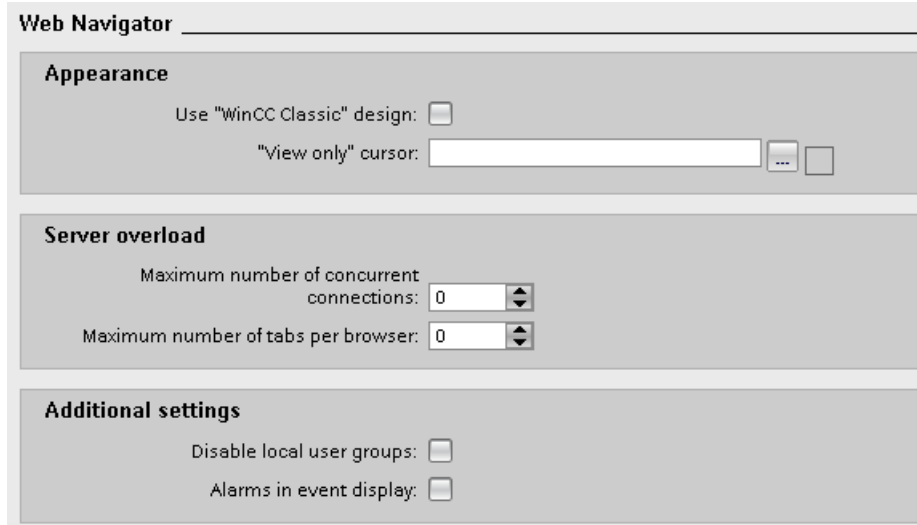 Web Navigator
Appearance
Use "WinCC Classic" design:
"View only" cursor:
...
Server overload
Maximum number of concurrent
connections: 0
Maximum number of tabs per browser: 0
Additional settings
Disable local user groups:
Alarms in event display: